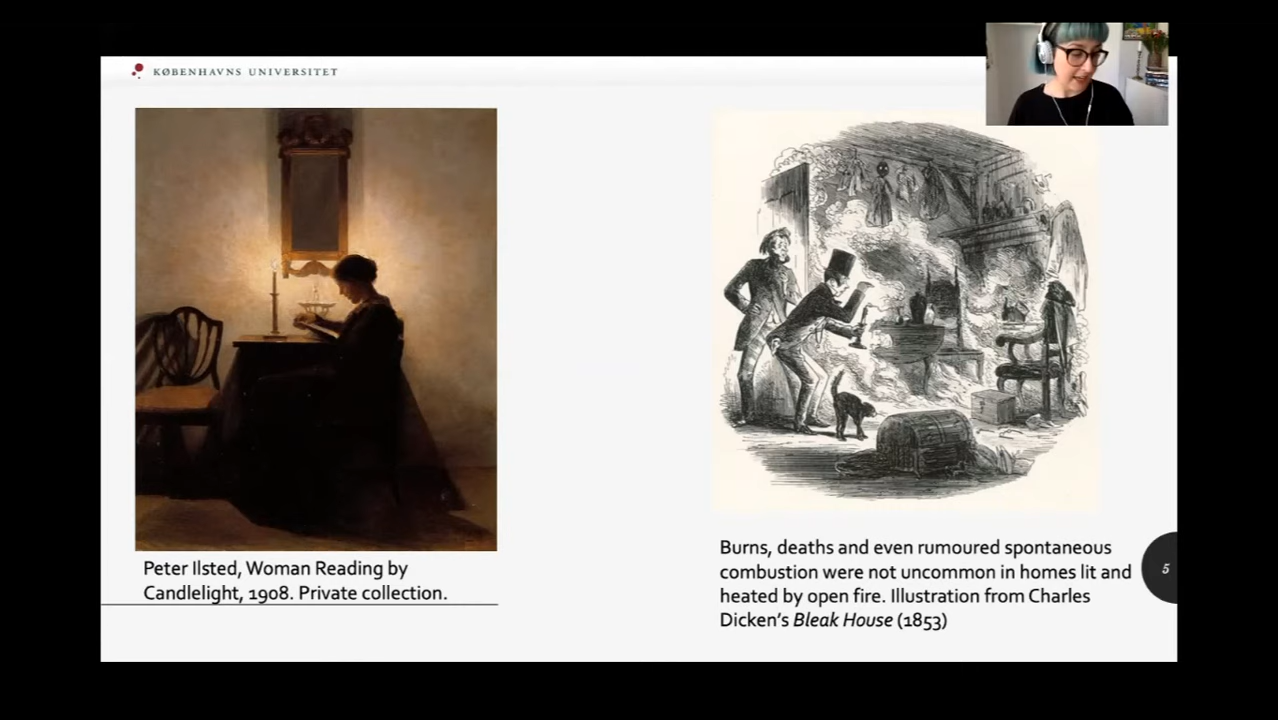 KØBENHAVNS UNIVERSITET
Peter Ilsted, Woman Reading by
Candlelight, 1908. Private collection.
Burns, deaths and even rumoured spontaneous
combustion were not uncommon in homes lit and
heated by open fire. Illustration from Charles
Dicken's Bleak House (1853)
5